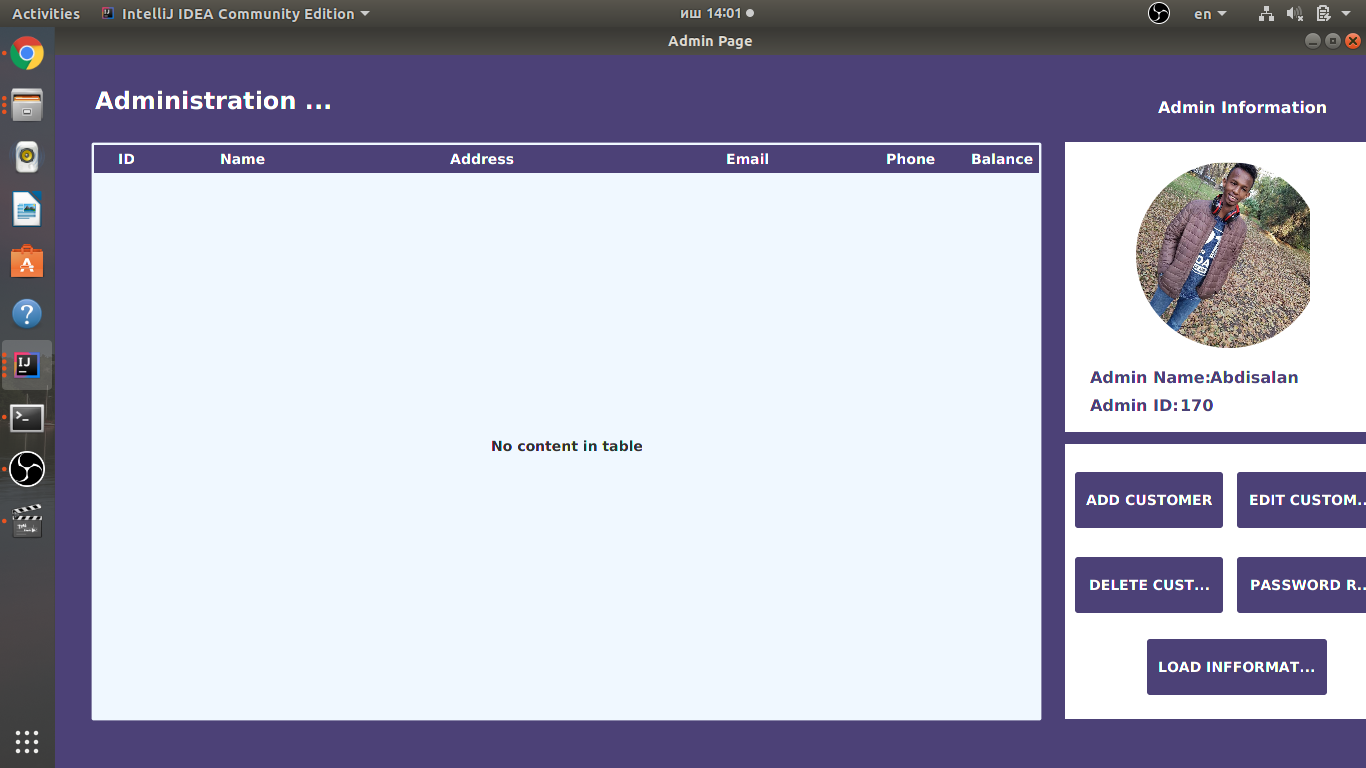 Activities IntelliJ IDEA Community Edition иш 14:01 en
Admin Page
Administration ...
Admin Information
ID Name Address Email Phone Balance
No content in table
Admin Name:Abdisalan
Admin ID:170
ADD CUSTOMER EDIT CUSTOM..
DELETE CUST... PASSWORD R..
LOAD INFFORMAT...